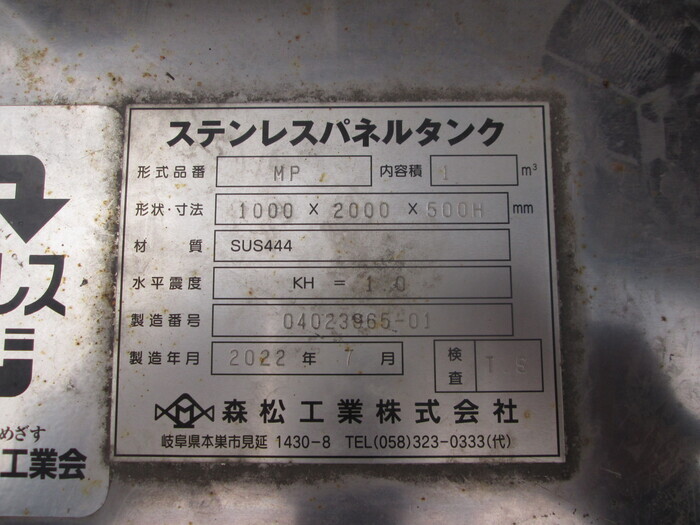 ステンレスパネルタンク
形式品番 MP 内容積 1 m³
形状・寸法 1000 × 2000 × 500H mm
材質 SUS444
水平震度 KH = 1.0
製造番号 04023965-01
製造年月 2022 年 7 月 検査 T.S
森松工業株式会社
岐阜県本巣市見延 1430-8 TEL(058)323-0333(代)
レス
めざす
工業会